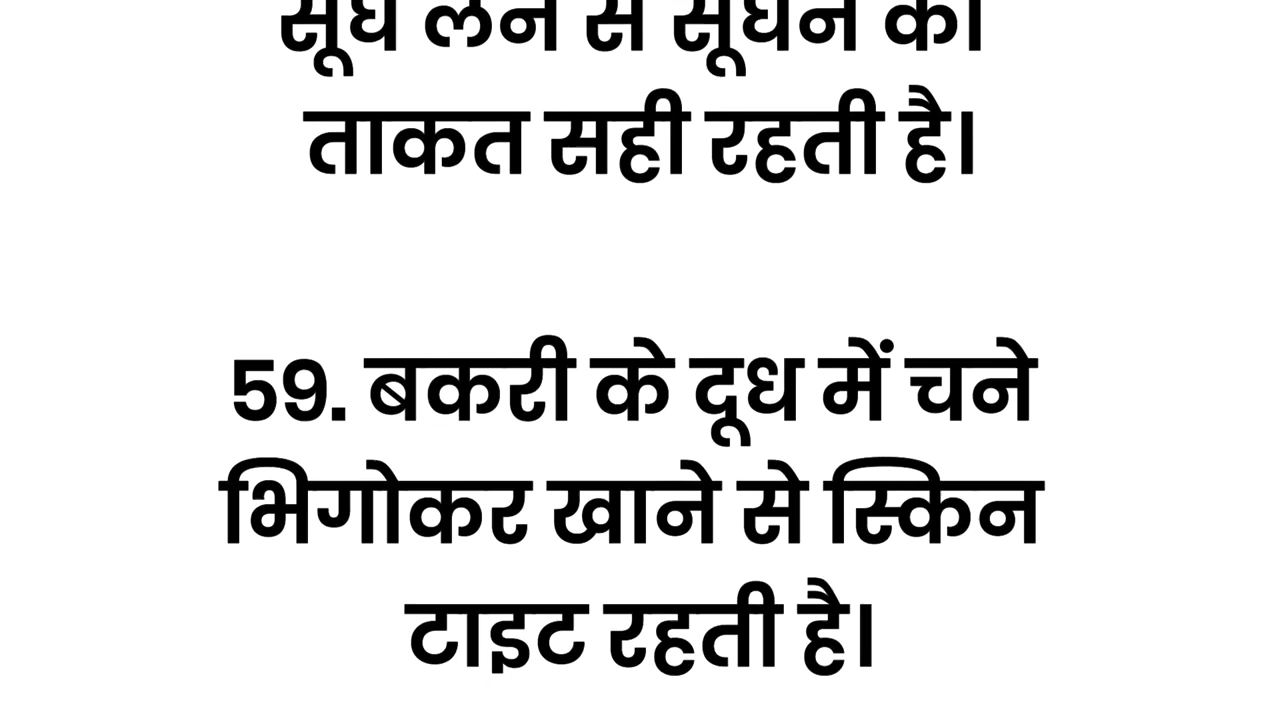 सूंघ लेने से सूंघने की
ताकत सही रहती है।
59. बकरी के दूध में चने
भिगोकर खाने से स्किन
टाइट रहती है।